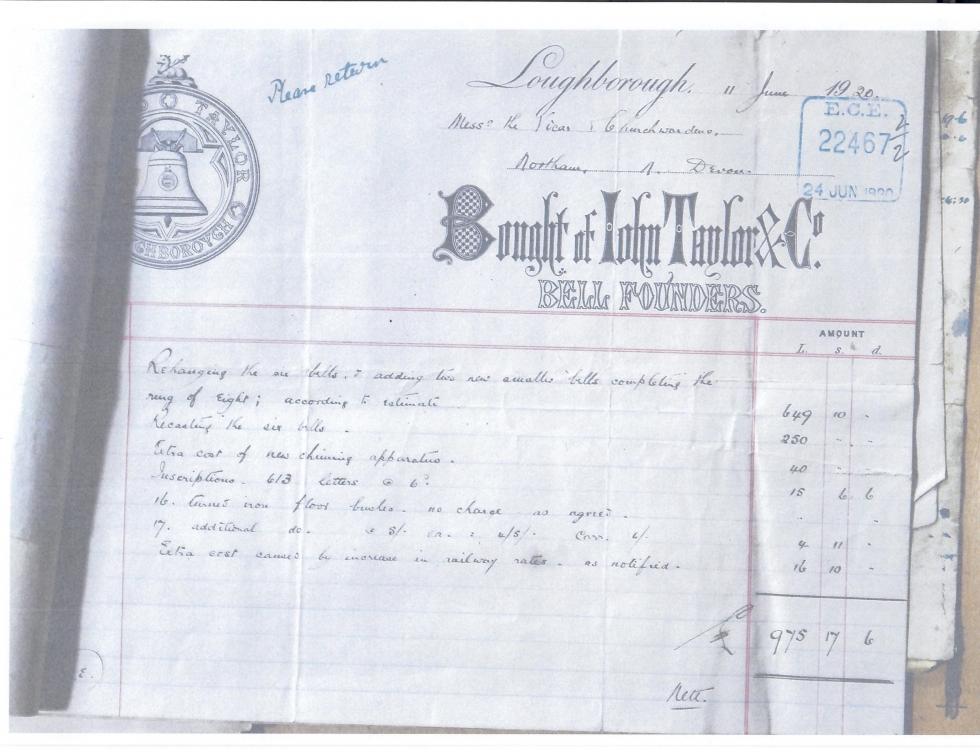 Please return
TAYLOR
GHBOROUGH
Loughborough. 11 June 1920.
E.C.E.
22467
2/2
24 JUN 1920
Messrs the Vicar & Churchwardens,
Northam, N. Devon.
Bought of John Taylor & Co.
BELL FOUNDERS.
AMOUNT
L. s. d.
Rehanging the six bells, & adding two new smaller bells completing the
ring of Eight; according to estimate 649 10 -
Recasting the six bells. 250 - -
Extra cost of new chiming apparatus. 40 - -
Inscriptions. 613 letters @ 6d. 15 6 6
16. turned iron floor bushes. no charge as agreed. - - -
17. additional do. @ 5/- ea. = 4/5/- Carr. 6/- 4 11 -
Extra cost caused by increase in railway rates. as notified. 16 10 -
£ 975 17 6
E.
Nett.